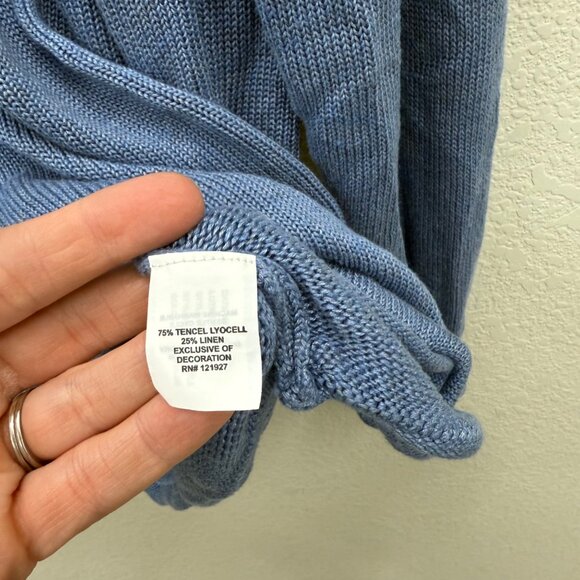 75% TENCEL LYOCELL
25% LINEN
EXCLUSIVE OF
DECORATION
RN# 121927